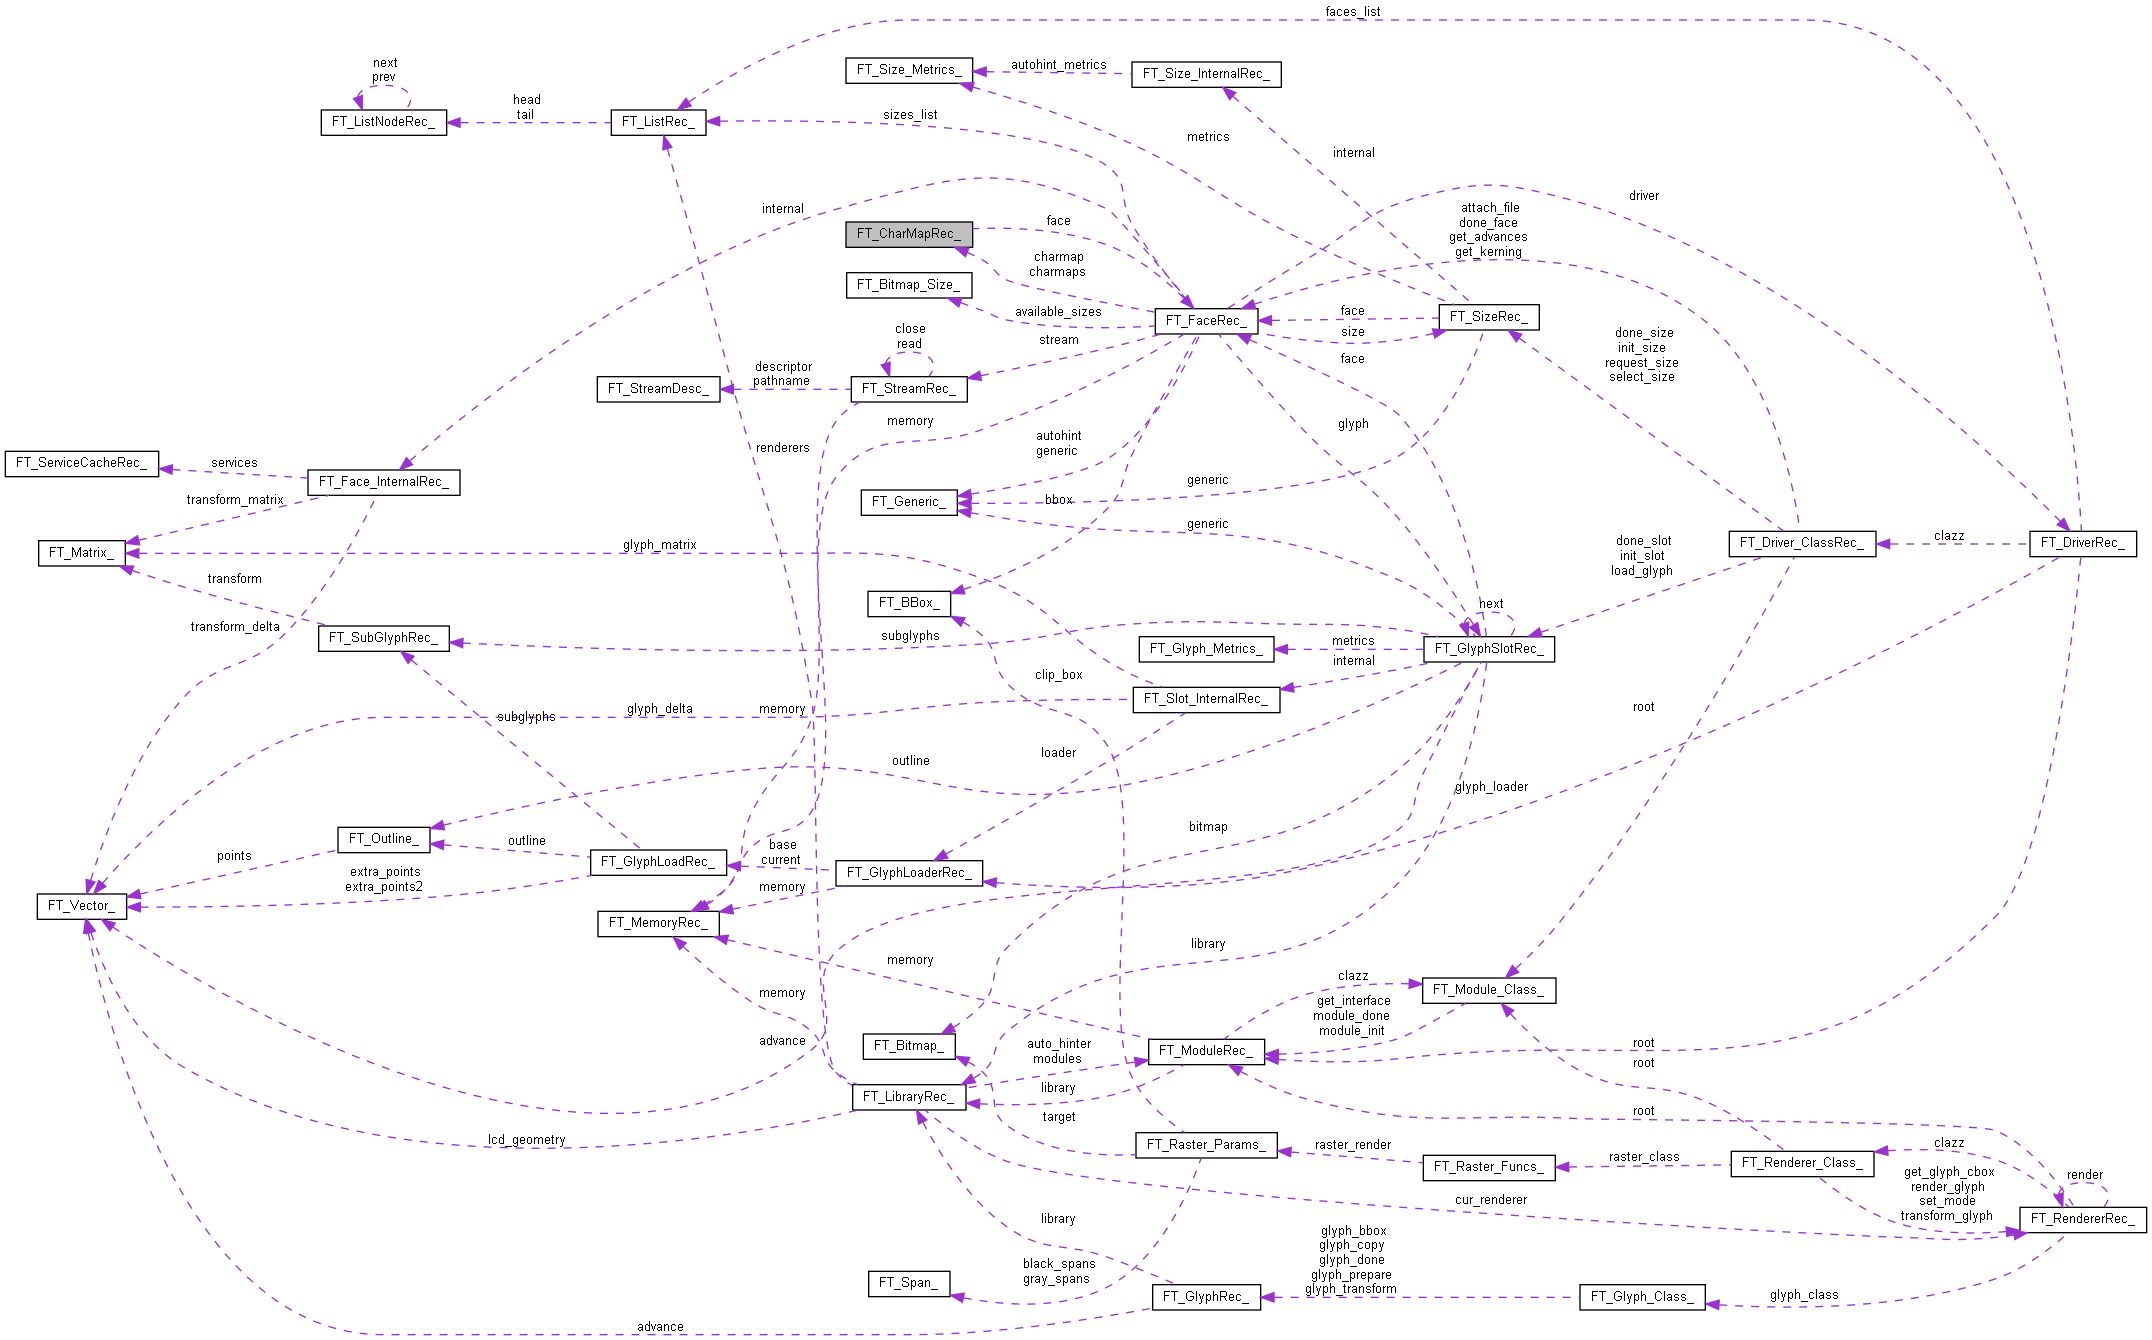 faces_list
next
prev
FT_Size_Metrics_
autohint_metrics
FT_Size_InternalRec_
FT_ListNodeRec_
head
tail
FT_ListRec_
sizes_list
metrics
internal
internal
driver
FT_CharMapRec_
face
attach_file
done_face
get_advances
get_kerning
charmap
charmaps
FT_Bitmap_Size_
available_sizes
FT_FaceRec_
face
size
FT_SizeRec_
close
read
stream
face
done_size
init_size
request_size
select_size
descriptor
pathname
FT_StreamDesc_
FT_StreamRec_
memory
glyph
renderers
autohint
generic
FT_ServiceCacheRec_
services
FT_Face_InternalRec_
generic
transform_matrix
FT_Generic_
bbox
generic
FT_Matrix_
glyph_matrix
done_slot
init_slot
load_glyph
FT_Driver_ClassRec_
clazz
FT_DriverRec_
transform
FT_BBox_
next
transform_delta
FT_SubGlyphRec_
subglyphs
FT_Glyph_Metrics_
metrics
internal
FT_GlyphSlotRec_
clip_box
FT_Slot_InternalRec_
subglyphs
glyph_delta
memory
root
loader
outline
glyph_loader
bitmap
FT_Outline_
points
outline
base
current
FT_GlyphLoadRec_
FT_GlyphLoaderRec_
extra_points
extra_points2
memory
FT_Vector_
FT_MemoryRec_
library
memory
memory
clazz
FT_Module_Class_
get_interface
module_done
module_init
advance
FT_Bitmap_
auto_hinter
modules
FT_ModuleRec_
root
root
library
FT_LibraryRec_
target
root
lcd_geometry
FT_Raster_Params_
raster_render
FT_Raster_Funcs_
raster_class
FT_Renderer_Class_
clazz
get_glyph_cbox
render_glyph
set_mode
transform_glyph
render
FT_RendererRec_
cur_renderer
library
glyph_bbox
glyph_copy
glyph_done
glyph_prepare
glyph_transform
black_spans
gray_spans
FT_Span_
FT_GlyphRec_
FT_Glyph_Class_
glyph_class
advance